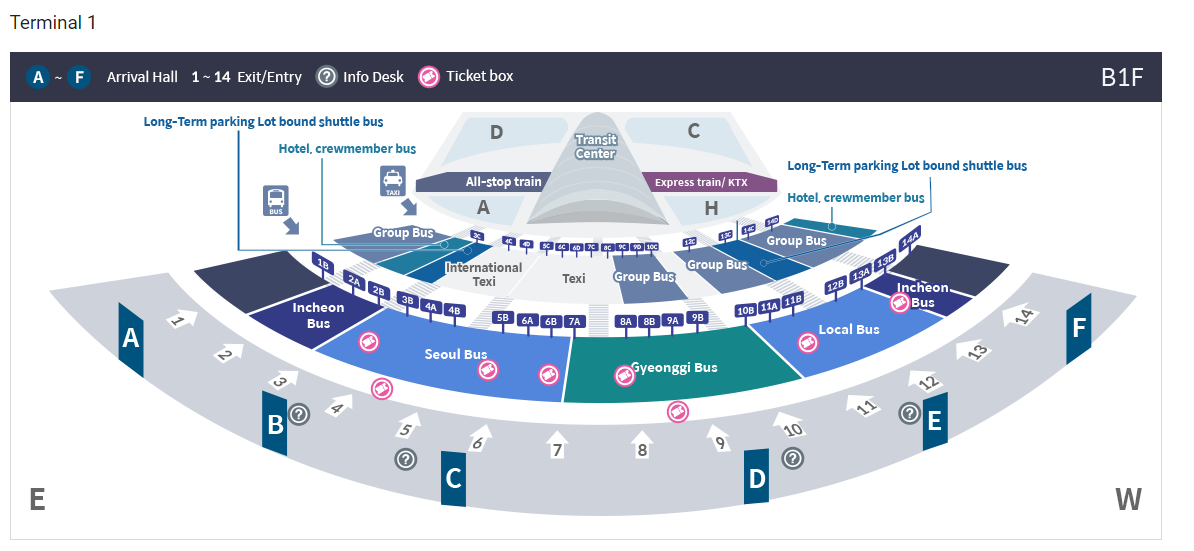 Terminal 1
A ~ F Arrival Hall 1 ~ 14 Exit/Entry ? Info Desk Ticket box B1F
Long-Term parking Lot bound shuttle bus
Hotel, crewmember bus
D
C
Transit
Center
Long-Term parking Lot bound shuttle bus
Hotel, crewmember bus
All-stop train
Express train/ KTX
TAXI
BUS
A
H
Group Bus
3C 4C 4D 5C 6C 6D 7C 8C 9C 9D 10C 12C 13C 14C 14D
Group Bus
International
Texi
Texi
Group Bus
Group Bus
1B 2A 2B 3B 4A 4B 5B 6A 6B 7A 8A 8B 9A 9B 10B 11A 11B 12B 13A 13B 14A
Incheon
Bus
Seoul Bus
Gyeonggi Bus
Local Bus
Incheon
Bus
A
B
C
D
E
F
1 2 3 4 5 6 7 8 9 10 11 12 13 14
? ? ? ?
E
W